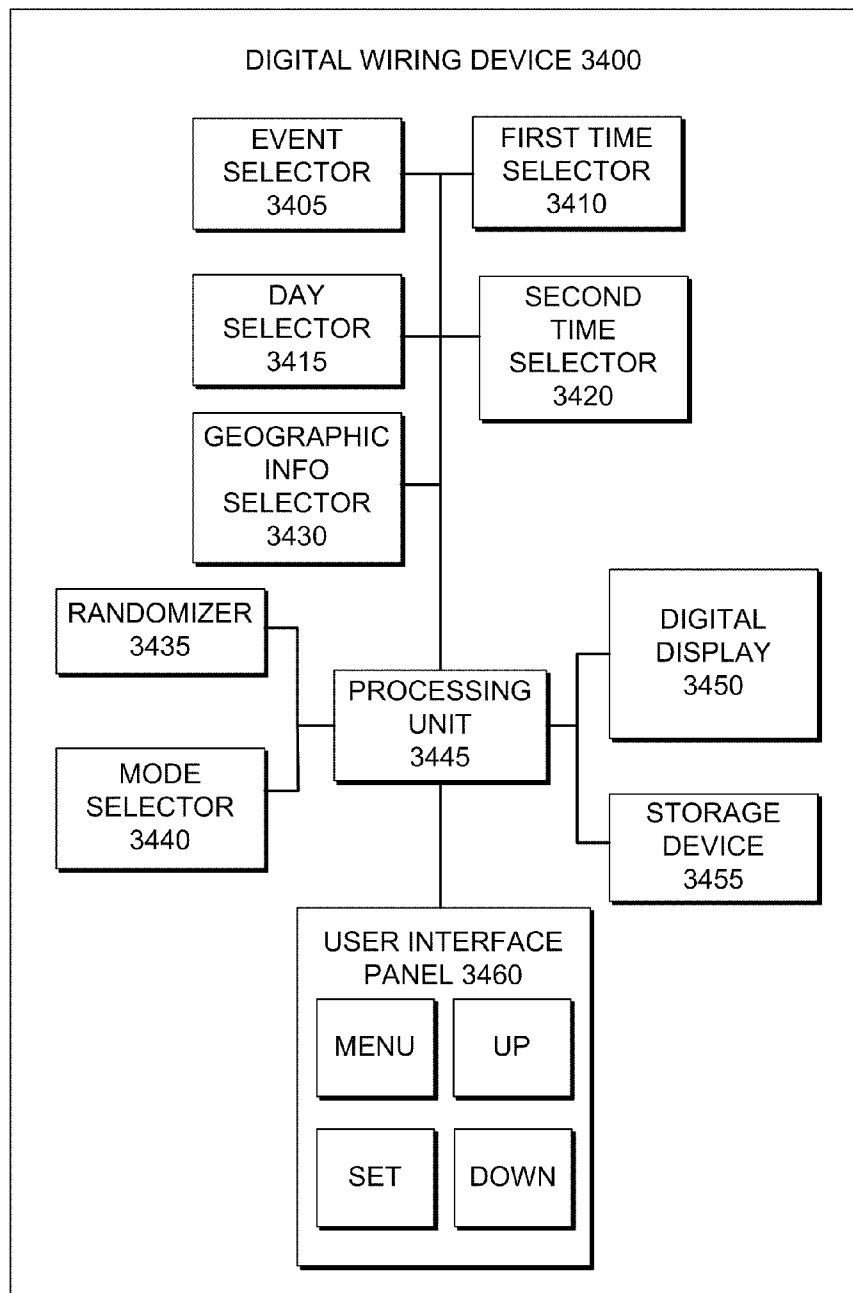 DIGITAL WIRING DEVICE 3400
EVENT
SELECTOR
3405
FIRST TIME
SELECTOR
3410
DAY
SELECTOR
3415
SECOND
TIME
SELECTOR
3420
GEOGRAPHIC
INFO
SELECTOR
3430
RANDOMIZER
3435
DIGITAL
DISPLAY
3450
PROCESSING
UNIT
3445
MODE
SELECTOR
3440
STORAGE
DEVICE
3455
USER INTERFACE
PANEL 3460
MENU
UP
SET
DOWN